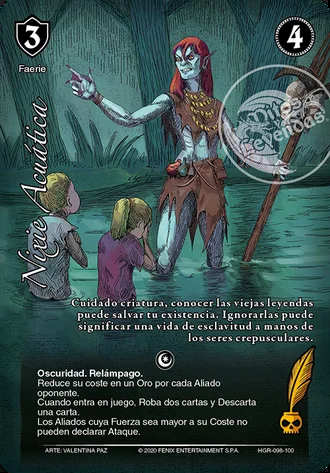 3
4
Faerie
Mitos
y
Leyendas
Nixie Acuática
Cuidado criatura, conocer las viejas leyendas
puede salvar tu existencia. Ignorarlas puede
significar una vida de esclavitud a manos de
los seres crepusculares.
Oscuridad. Relámpago.
Reduce su coste en un Oro por cada Aliado
oponente.
Cuando entra en juego, Roba dos cartas y Descarta
una carta.
Los Aliados cuya Fuerza sea mayor a su Coste no
pueden declarar Ataque.
ARTE: VALENTINA PAZ
© 2020 FENIX ENTERTAINMENT S.P.A.
HGR-098-100